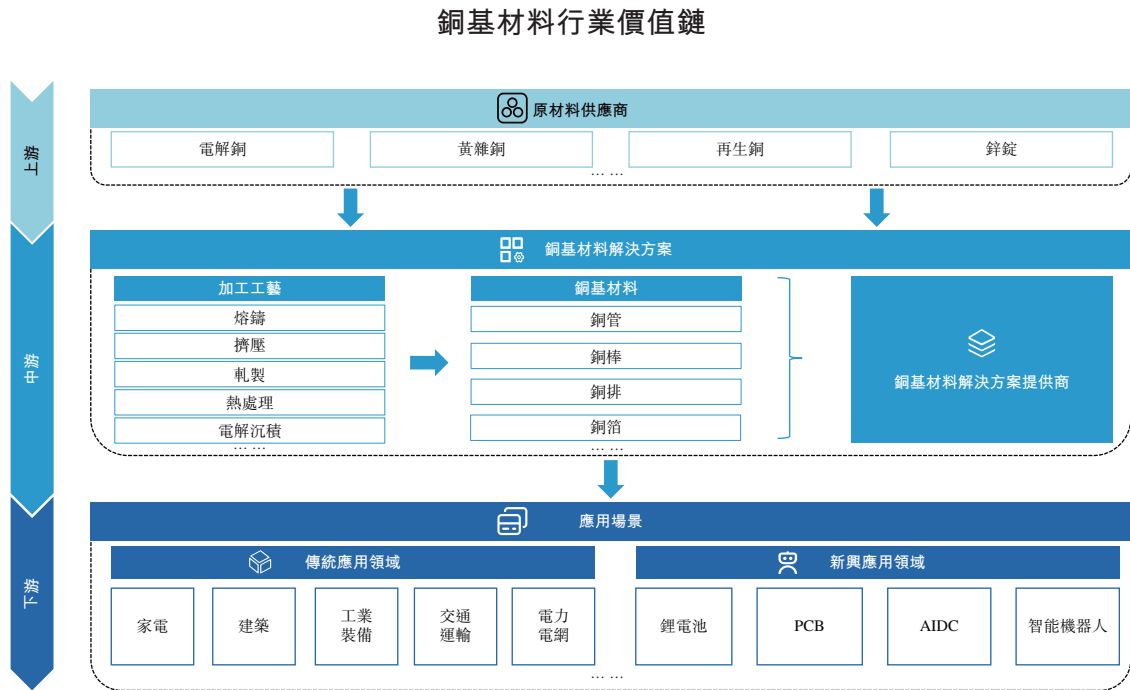 銅基材料行業價值鏈
上游
原材料供應商
電解銅
黃雜銅
再生銅
鋅錠
… …
中游
銅基材料解決方案
加工工藝
熔鑄
擠壓
軋製
熱處理
電解沉積
… …
銅基材料
銅管
銅棒
銅排
銅箔
… …
銅基材料解決方案提供商
下游
應用場景
傳統應用領域
家電
建築
工業
裝備
交通
運輸
電力
電網
新興應用領域
鋰電池
PCB
AIDC
智能機器人
… …